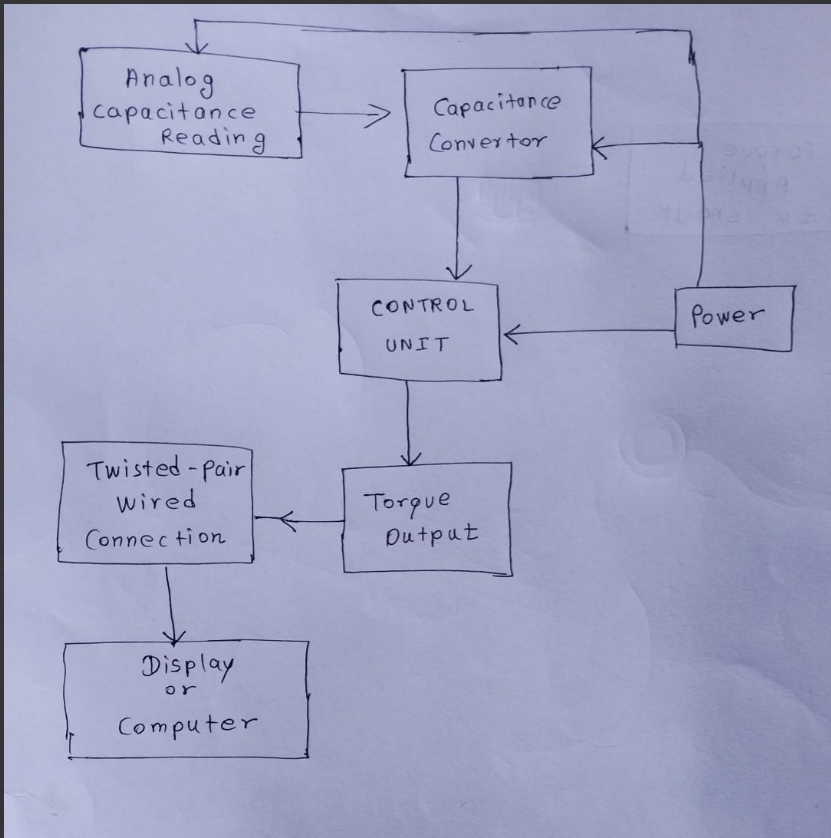 Analog
Capacitance
Reading
Capacitance
Convertor
CONTROL
UNIT
Power
Twisted-pair
Wired
Connection
Torque
Output
Display
or
Computer